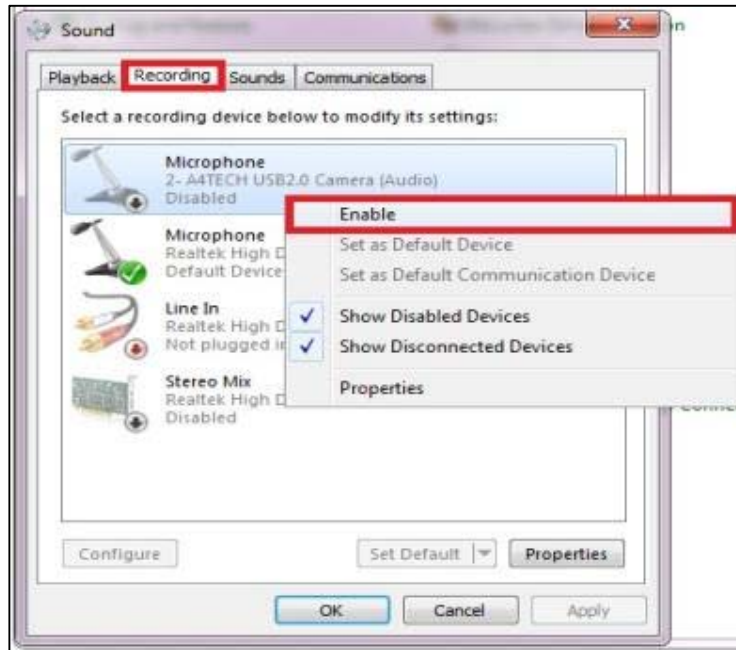 Sound
Playback Recording Sounds Communications
Select a recording device below to modify its settings:
Microphone
2- A4TECH USB2.0 Camera (Audio)
Disabled
Microphone
Realtek High D
Default Device
Line In
Realtek High D
Not plugged in
Stereo Mix
Realtek High D
Disabled
Enable
Set as Default Device
Set as Default Communication Device
Show Disabled Devices
Show Disconnected Devices
Properties
Configure
Set Default
Properties
OK
Cancel
Apply